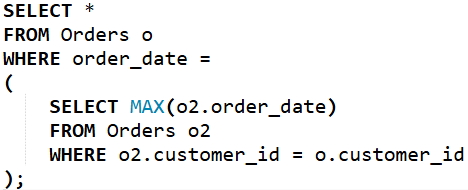 SELECT *
FROM Orders o
WHERE order_date =
(
    SELECT MAX(o2.order_date)
    FROM Orders o2
    WHERE o2.customer_id = o.customer_id
);